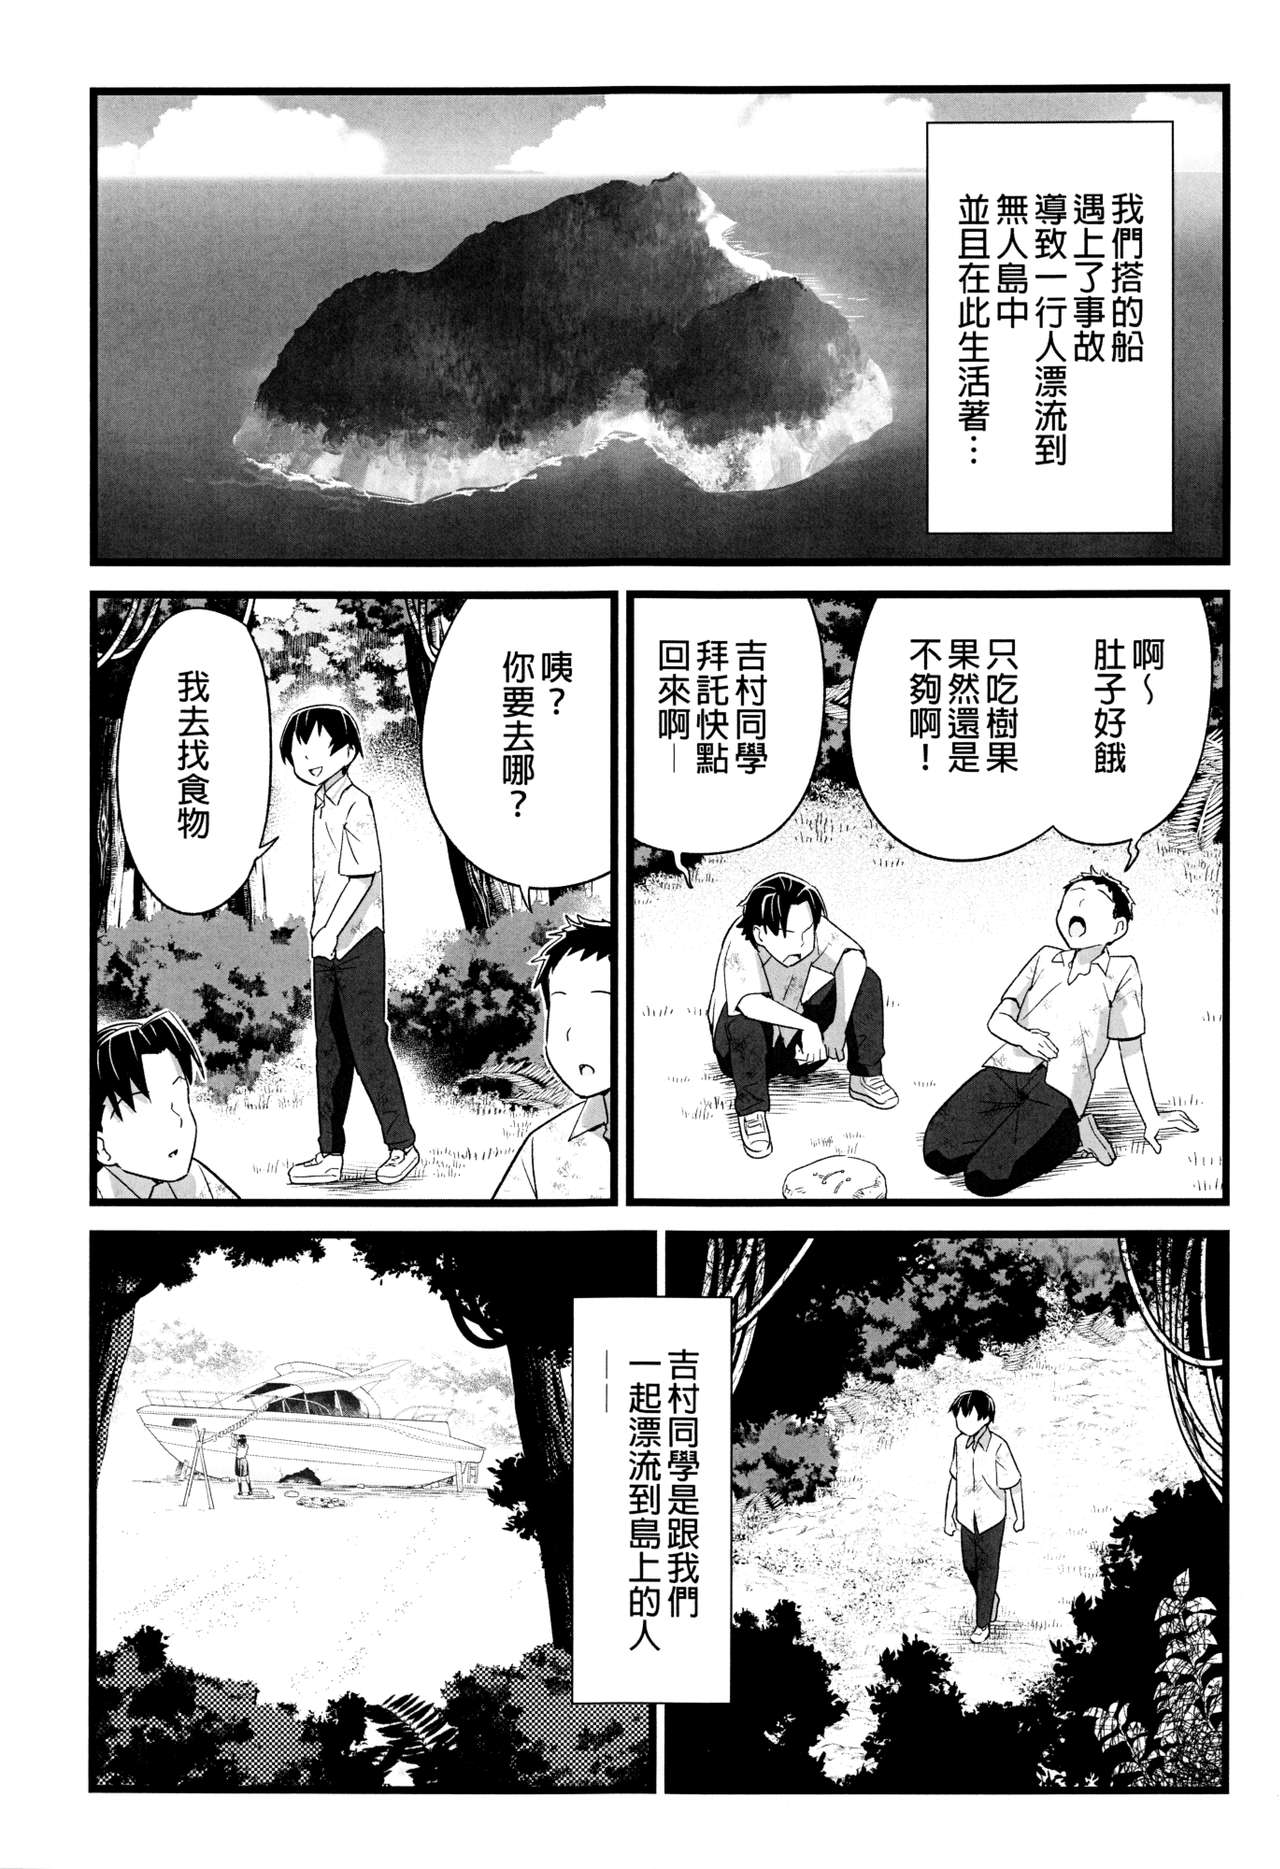 我們搭的船
遇上了事故
導致一行人漂流到
無人島中
並且在此生活著…
啊～
肚子好餓
只吃樹果
果然還是
不夠啊！
吉村同學
拜託快點
回來啊─
咦？
你要去哪？
我去找食物
吉村同學是跟我們
一起漂流到島上的人
──